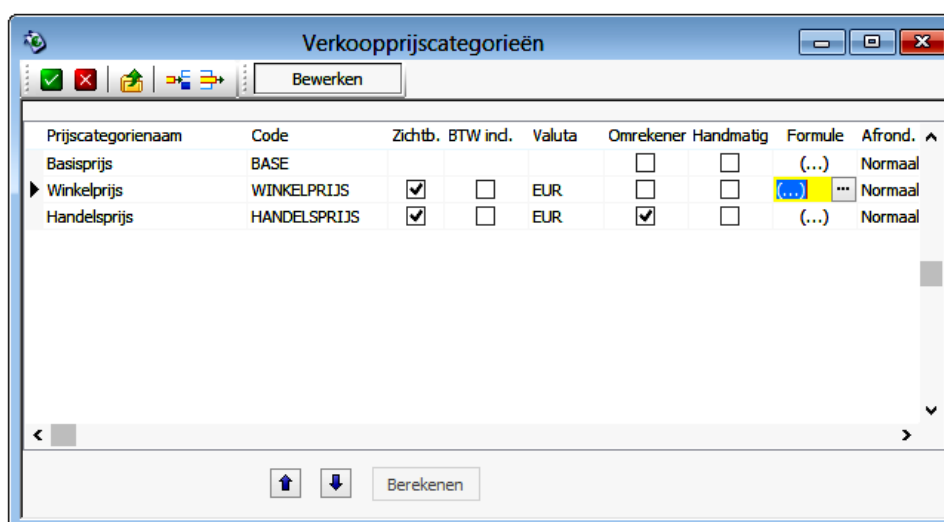 Verkoopprijscategorieën
Bewerken
Prijscategorienaam Code Zichtb. BTW incl. Valuta Omrekener Handmatig Formule Afrond.
Basisprijs BASE (...) Normaal
Winkelprijs WINKELPRIJS EUR (...) ... Normaal
Handelsprijs HANDELSPRIJS EUR (...) Normaal
Berekenen